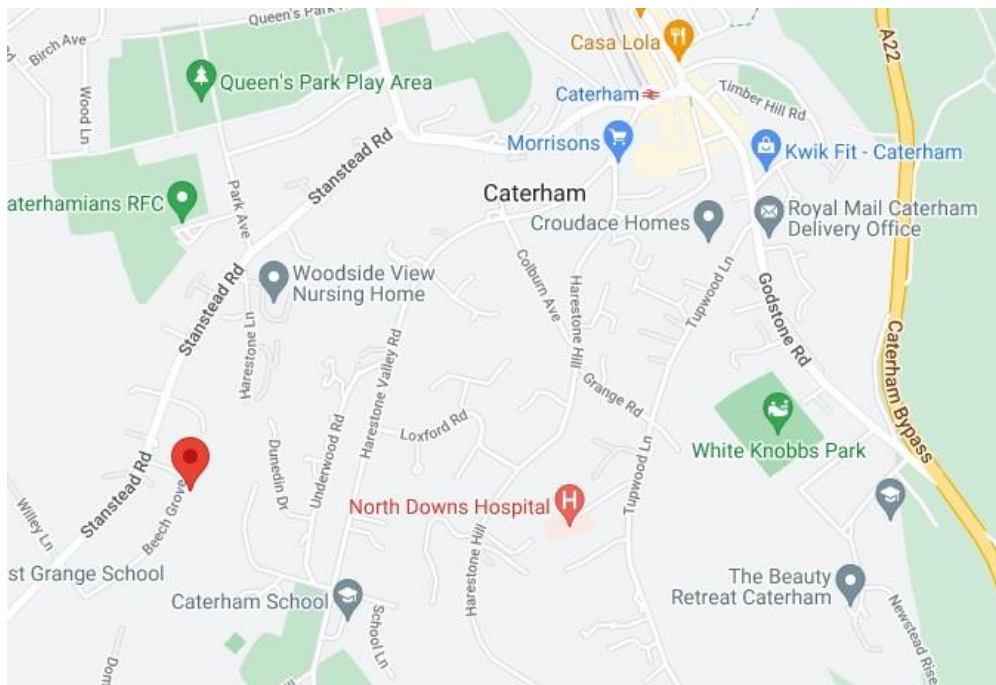 Queen's Park
Birch Ave
Wood Ln
Queen's Park Play Area
Casa Lola
A22
Caterham
Timber Hill Rd
Morrisons
Kwik Fit - Caterham
Stanstead Rd
aterhamians RFC
Park Ave
Caterham
Croudace Homes
Royal Mail Caterham
Delivery Office
Woodside View
Nursing Home
Stanstead Rd
Harestone Ln
Colburn Ave
Harestone Hill
Tupwood Ln
Godstone Rd
Caterham Bypass
Harestone Valley Rd
Grange Rd
Loxford Rd
Underwood Rd
Dunedin Dr
White Knobbs Park
Stanstead Rd
Beech Grove
Willey Ln
North Downs Hospital
Tupwood Ln
Harestone Hill
st Grange School
Caterham School
School Ln
The Beauty
Retreat Caterham
Newstead Rise
Dom